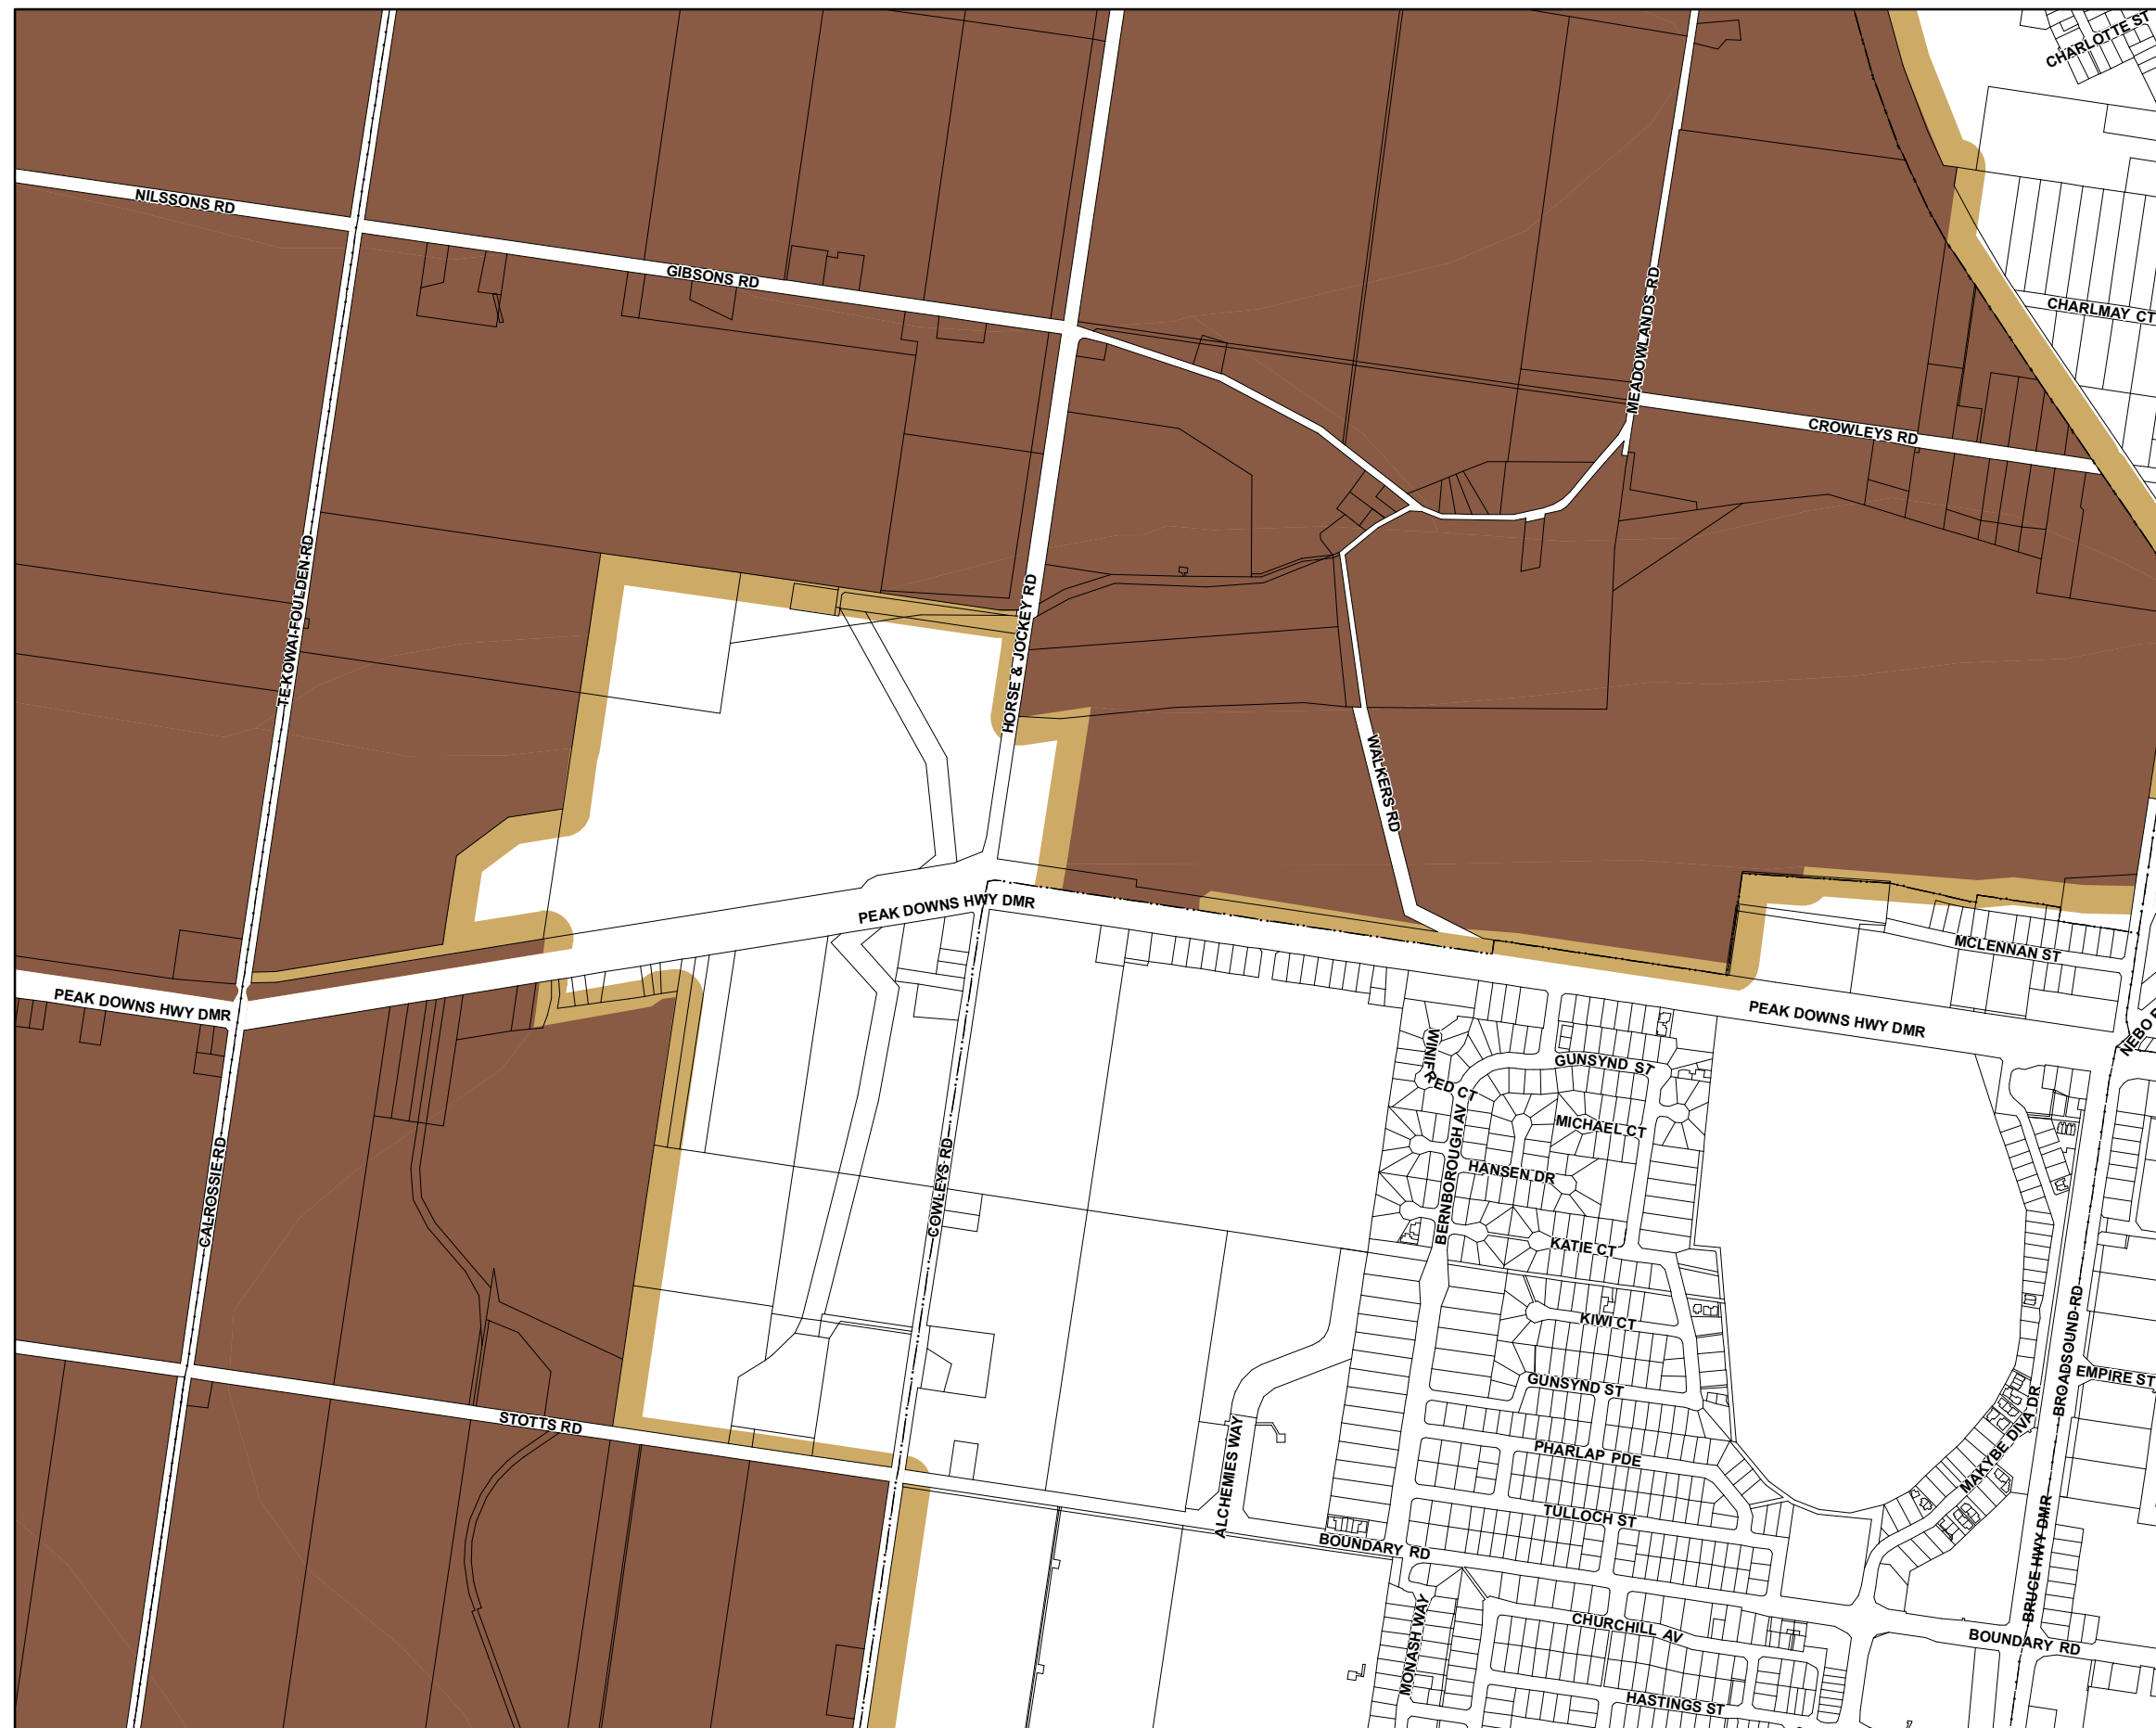 CHARLOTTE ST
NILSSONS RD
GIBSONS RD
CHARLMAY CT
MEADOWLANDS RD
CROWLEYS RD
TE KOWAI-FOULDEN RD
HORSE & JOCKEY RD
WALKERS RD
PEAK DOWNS HWY DMR
MCLENNAN ST
PEAK DOWNS HWY DMR
PEAK DOWNS HWY DMR
NEBO
WINIFRED CT
GUNSYND ST
MICHAEL CT
BERNBOROUGH AV
HANSEN DR
CALROSSIE RD
COWLEYS RD
KATIE CT
KIWI CT
BROADSOUND RD
EMPIRE ST
GUNSYND ST
STOTTS RD
ALCHEMIES WAY
PHARLAP PDE
MAKYBE DIVA DR
TULLOCH ST
BOUNDARY RD
BRUCE HWY DMR
MONASH WAY
CHURCHILL AV
BOUNDARY RD
HASTINGS ST